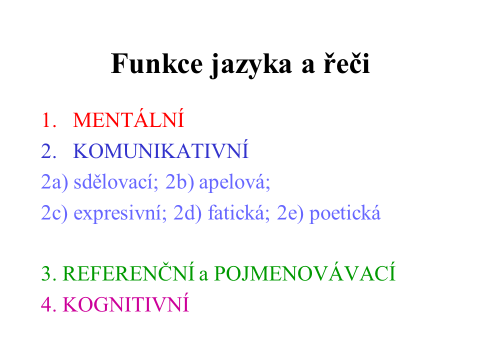 Funkce jazyka a řeči
1. MENTÁLNÍ
2. KOMUNIKATIVNÍ
2a) sdělovací; 2b) apelová;
2c) expresivní; 2d) fatická; 2e) poetická
3. REFERENČNÍ a POJMENOVÁVACÍ
4. KOGNITIVNÍ